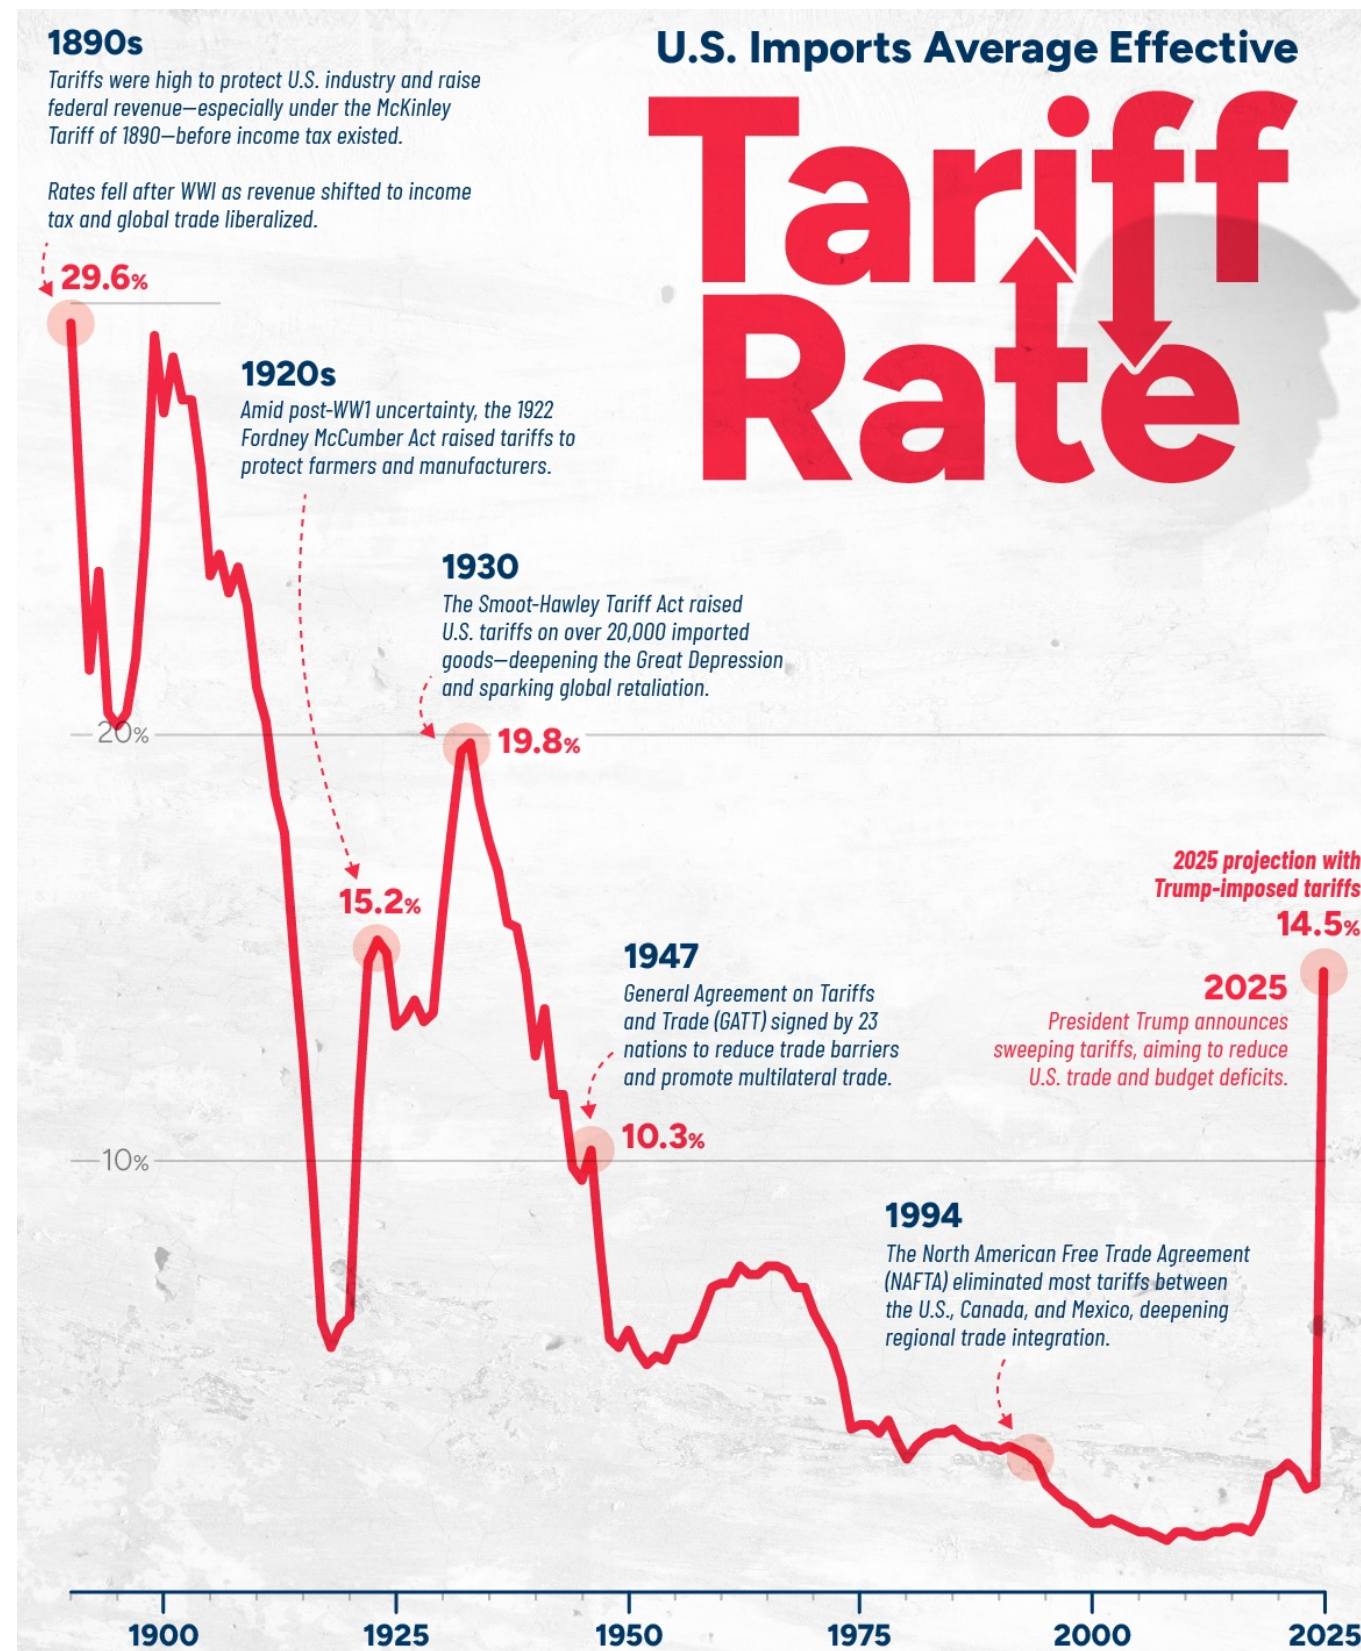 U.S. Imports Average Effective
Tariff
Rate
1890s
Tariffs were high to protect U.S. industry and raise
federal revenue—especially under the McKinley
Tariff of 1890—before income tax existed.
Rates fell after WWI as revenue shifted to income
tax and global trade liberalized.
29.6%
1920s
Amid post-WW1 uncertainty, the 1922
Fordney McCumber Act raised tariffs to
protect farmers and manufacturers.
1930
The Smoot-Hawley Tariff Act raised
U.S. tariffs on over 20,000 imported
goods—deepening the Great Depression
and sparking global retaliation.
20%
19.8%
15.2%
2025 projection with
Trump-imposed tariffs
14.5%
1947
General Agreement on Tariffs
and Trade (GATT) signed by 23
nations to reduce trade barriers
and promote multilateral trade.
2025
President Trump announces
sweeping tariffs, aiming to reduce
U.S. trade and budget deficits.
10.3%
10%
1994
The North American Free Trade Agreement
(NAFTA) eliminated most tariffs between
the U.S., Canada, and Mexico, deepening
regional trade integration.
1900 1925 1950 1975 2000 2025